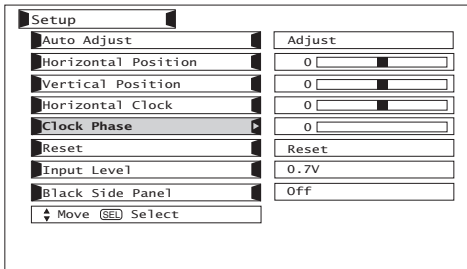 Setup
Auto Adjust Adjust
Horizontal Position 0
Vertical Position 0
Horizontal Clock 0
Clock Phase 0
Reset Reset
Input Level 0.7V
Black Side Panel Off
Move SEL Select